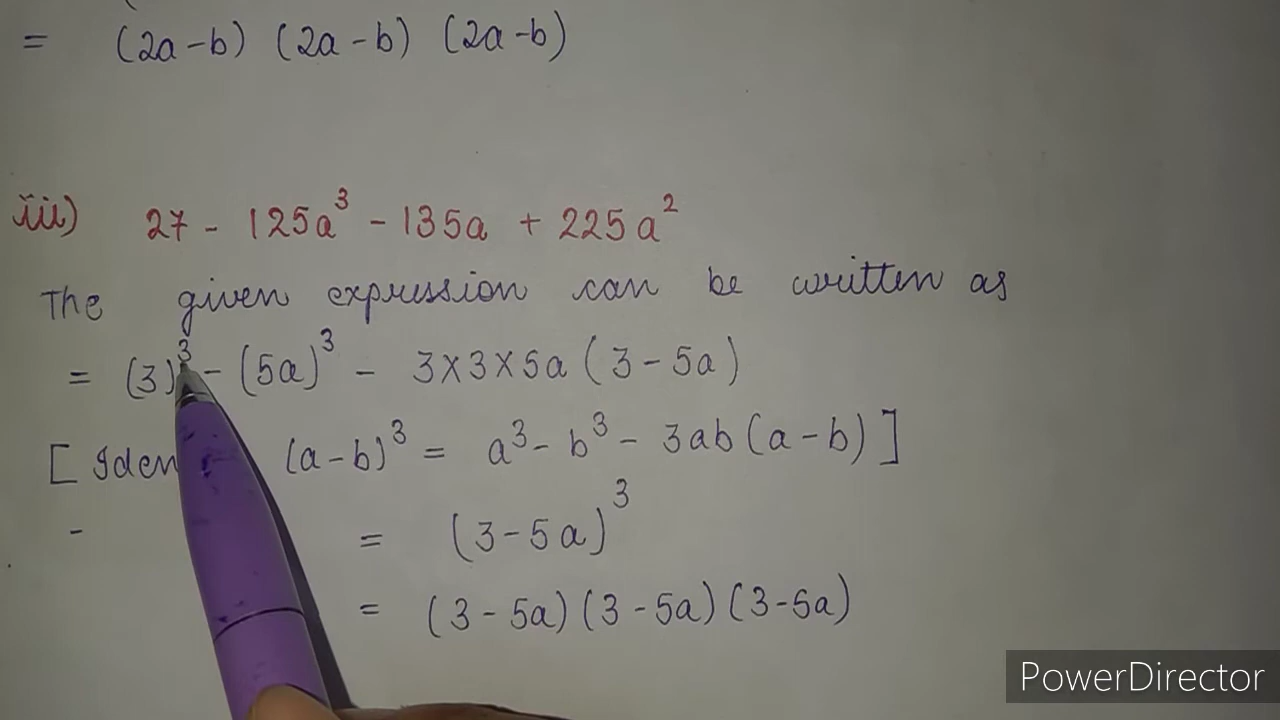 = (2a-b) (2a-b) (2a-b)
iii) 27 - 125a³ - 135a + 225a²
The given expression can be written as
= (3)³ - (5a)³ - 3×3×5a (3-5a)
[ (a-b)³ = a³ - b³ - 3ab(a-b) ]
- = (3-5a)³
= (3-5a) (3-5a) (3-5a)
PowerDirector